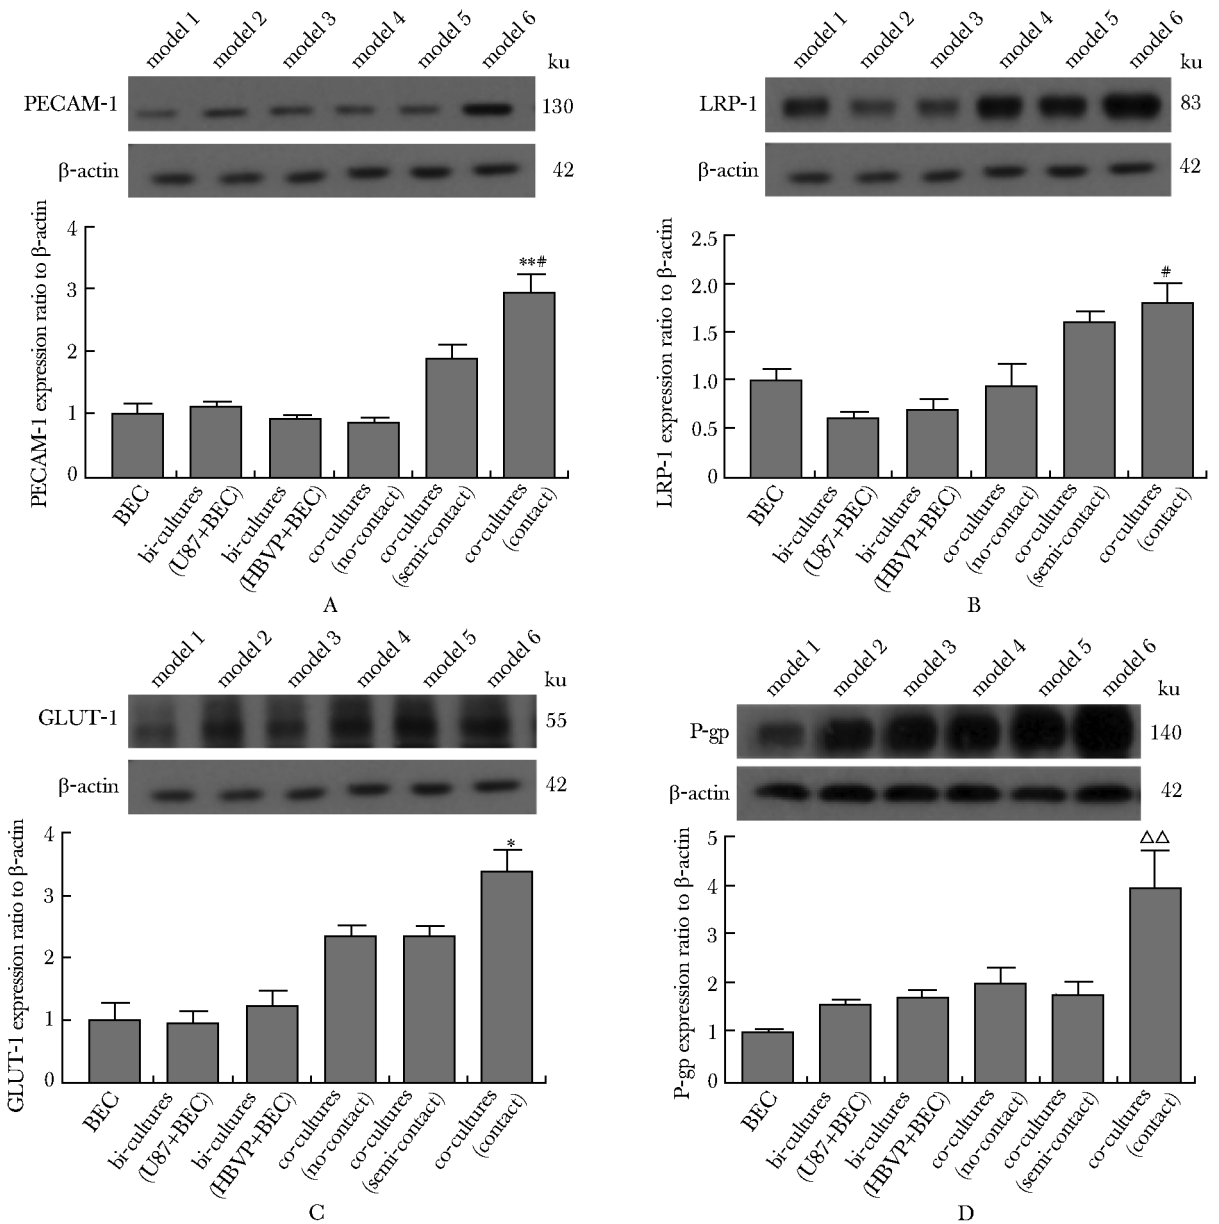 model 1
model 2
model 3
model 4
model 5
model 6
ku
PECAM-1
130
β-actin
42
PECAM-1 expression ratio to β-actin
4
3
2
1
0
**#
BEC
bi-cultures
(U87+BEC)
bi-cultures
(HBVP+BEC)
co-cultures
(no-contact)
co-cultures
(semi-contact)
co-cultures
(contact)
A
model 1
model 2
model 3
model 4
model 5
model 6
ku
LRP-1
83
β-actin
42
LRP-1 expression ratio to β-actin
2.5
2.0
1.5
1.0
0.5
0
#
BEC
bi-cultures
(U87+BEC)
bi-cultures
(HBVP+BEC)
co-cultures
(no-contact)
co-cultures
(semi-contact)
co-cultures
(contact)
B
model 1
model 2
model 3
model 4
model 5
model 6
ku
GLUT-1
55
β-actin
42
GLUT-1 expression ratio to β-actin
4
3
2
1
0
*
BEC
bi-cultures
(U87+BEC)
bi-cultures
(HBVP+BEC)
co-cultures
(no-contact)
co-cultures
(semi-contact)
co-cultures
(contact)
C
model 1
model 2
model 3
model 4
model 5
model 6
ku
P-gp
140
β-actin
42
P-gp expression ratio to β-actin
5
4
3
2
1
0
△△
BEC
bi-cultures
(U87+BEC)
bi-cultures
(HBVP+BEC)
co-cultures
(no-contact)
co-cultures
(semi-contact)
co-cultures
(contact)
D